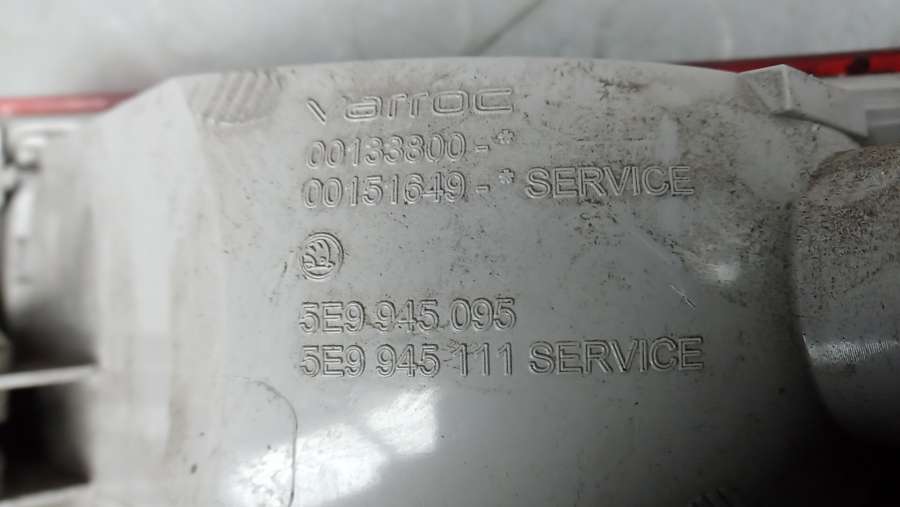 varroc
00133800-*
00151649-* SERVICE
5E9 945 095
5E9 945 111 SERVICE